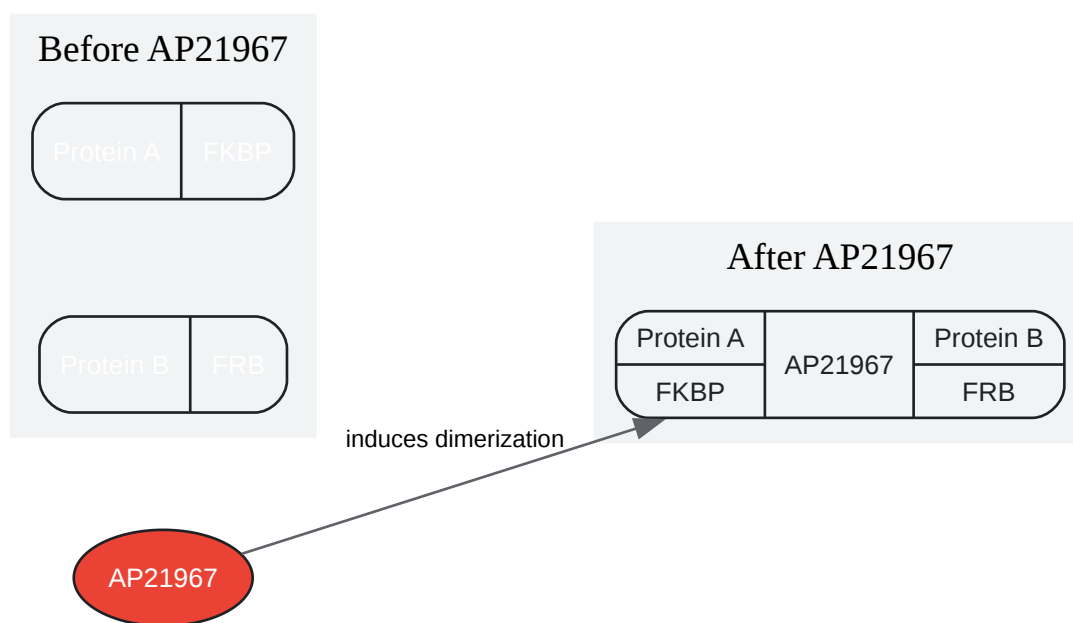 Before AP21967
Protein A
FKBP
Protein B
FRB
After AP21967
Protein A
FKBP
AP21967
Protein B
FRB
induces dimerization
AP21967